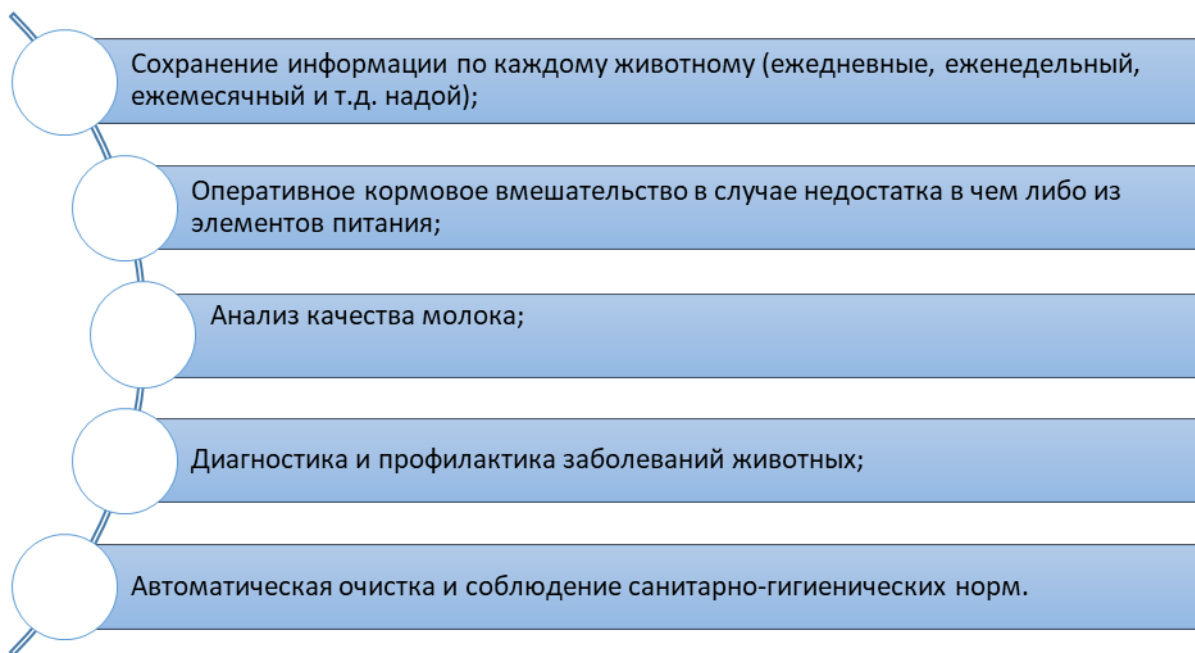 Сохранение информации по каждому животному (ежедневные, еженедельный,
ежемесячный и т.д. надой);
Оперативное кормовое вмешательство в случае недостатка в чем либо из
элементов питания;
Анализ качества молока;
Диагностика и профилактика заболеваний животных;
Автоматическая очистка и соблюдение санитарно-гигиенических норм.